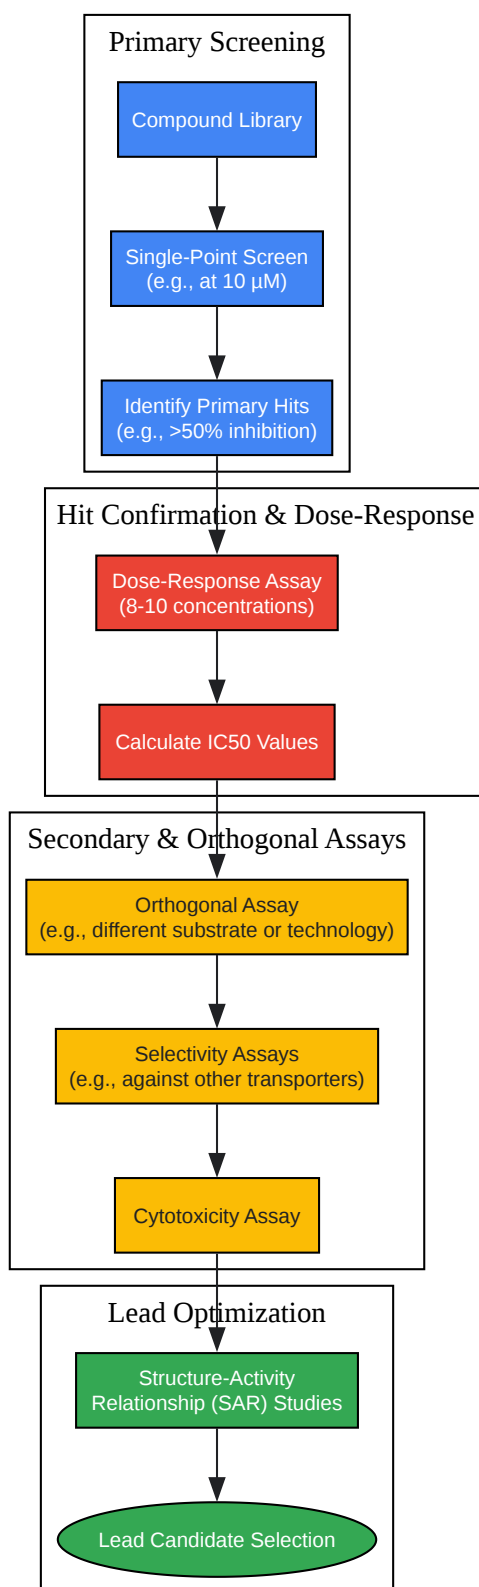 Primary Screening
Compound Library
Single-Point Screen
(e.g., at 10 µM)
Identify Primary Hits
(e.g., >50% inhibition)
Hit Confirmation & Dose-Response
Dose-Response Assay
(8-10 concentrations)
Calculate IC50 Values
Secondary & Orthogonal Assays
Orthogonal Assay
(e.g., different substrate or technology)
Selectivity Assays
(e.g., against other transporters)
Cytotoxicity Assay
Lead Optimization
Structure-Activity
Relationship (SAR) Studies
Lead Candidate Selection